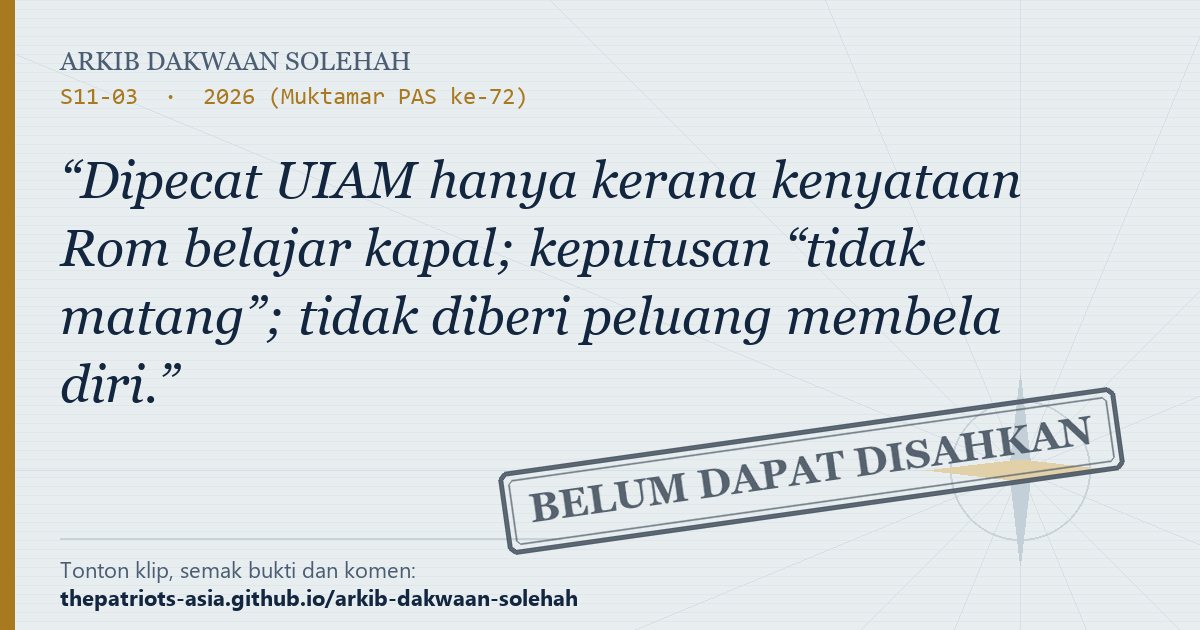 ARKIB DAKWAAN SOLEHAH
S11-03 · 2026 (Muktamar PAS ke-72)
“Dipecat UIAM hanya kerana kenyataan
Rom belajar kapal; keputusan “tidak
matang”; tidak diberi peluang membela
diri.”
BELUM DAPAT DISAHKAN
Tonton klip, semak bukti dan komen:
thepatriots-asia.github.io/arkib-dakwaan-solehah